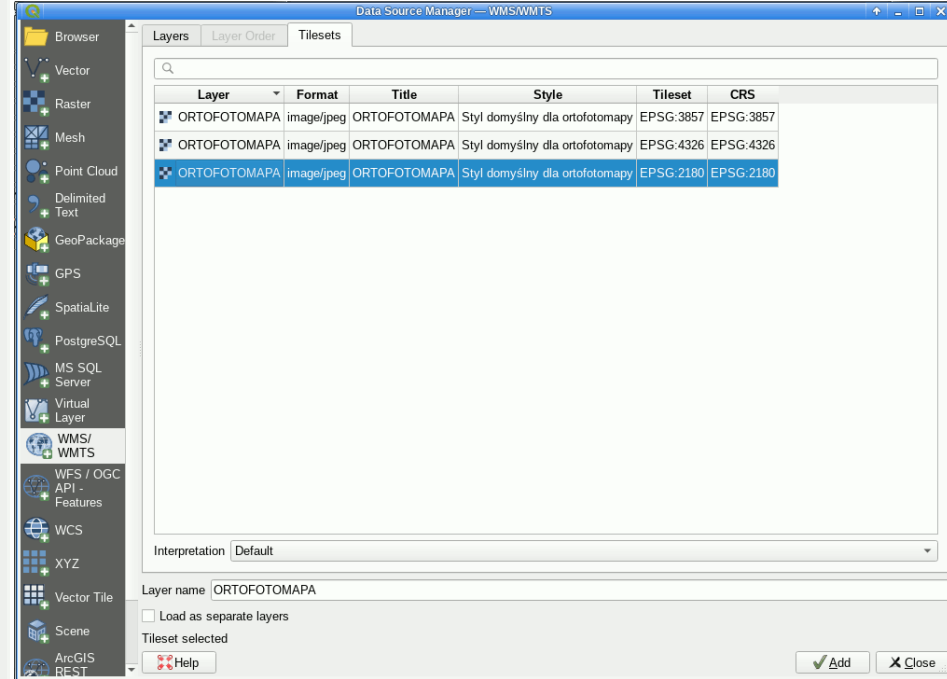 Data Source Manager — WMS/WMTS
Browser
Vector
Raster
Mesh
Point Cloud
Delimited
Text
GeoPackage
GPS
SpatiaLite
PostgreSQL
MS SQL
Server
Virtual
Layer
WMS/
WMTS
WFS / OGC
API -
Features
WCS
XYZ
Vector Tile
Scene
ArcGIS
REST
Layers Layer Order Tilesets
Layer Format Title Style Tileset CRS
ORTOFOTOMAPA image/jpeg ORTOFOTOMAPA Styl domyślny dla ortofotomapy EPSG:3857 EPSG:3857
ORTOFOTOMAPA image/jpeg ORTOFOTOMAPA Styl domyślny dla ortofotomapy EPSG:4326 EPSG:4326
ORTOFOTOMAPA image/jpeg ORTOFOTOMAPA Styl domyślny dla ortofotomapy EPSG:2180 EPSG:2180
Interpretation Default
Layer name ORTOFOTOMAPA
Load as separate layers
Tileset selected
Help Add Close